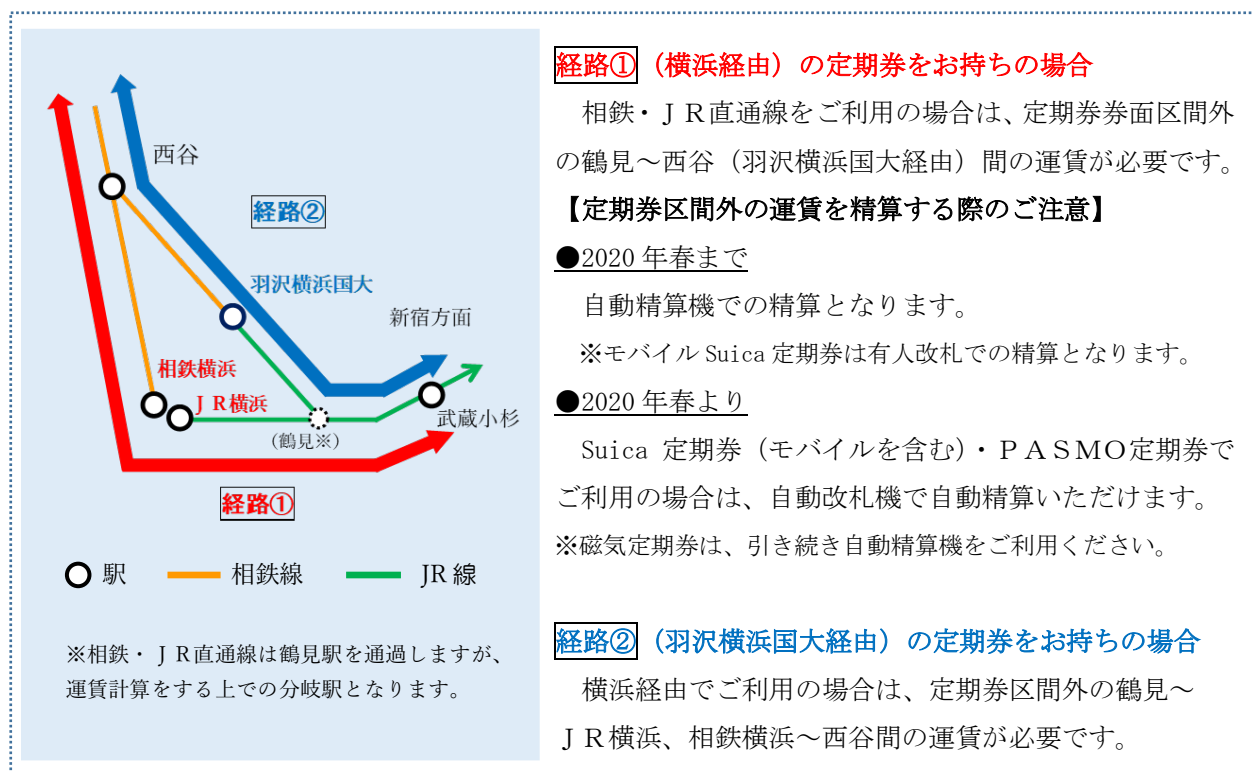 西谷
経路②
羽沢横浜国大
新宿方面
相鉄横浜
ＪＲ横浜
武蔵小杉
(鶴見※)
経路①
駅
相鉄線
JR線
※相鉄・ＪＲ直通線は鶴見駅を通過しますが、
運賃計算をする上での分岐駅となります。
経路①（横浜経由）の定期券をお持ちの場合
相鉄・ＪＲ直通線をご利用の場合は、定期券券面区間外
の鶴見～西谷（羽沢横浜国大経由）間の運賃が必要です。
【定期券区間外の運賃を精算する際のご注意】
●2020 年春まで
自動精算機での精算となります。
※モバイル Suica 定期券は有人改札での精算となります。
●2020 年春より
Suica 定期券（モバイルを含む）・ＰＡＳＭＯ定期券で
ご利用の場合は、自動改札機で自動精算いただけます。
※磁気定期券は、引き続き自動精算機をご利用ください。
経路②（羽沢横浜国大経由）の定期券をお持ちの場合
横浜経由でご利用の場合は、定期券区間外の鶴見～
ＪＲ横浜、相鉄横浜～西谷間の運賃が必要です。